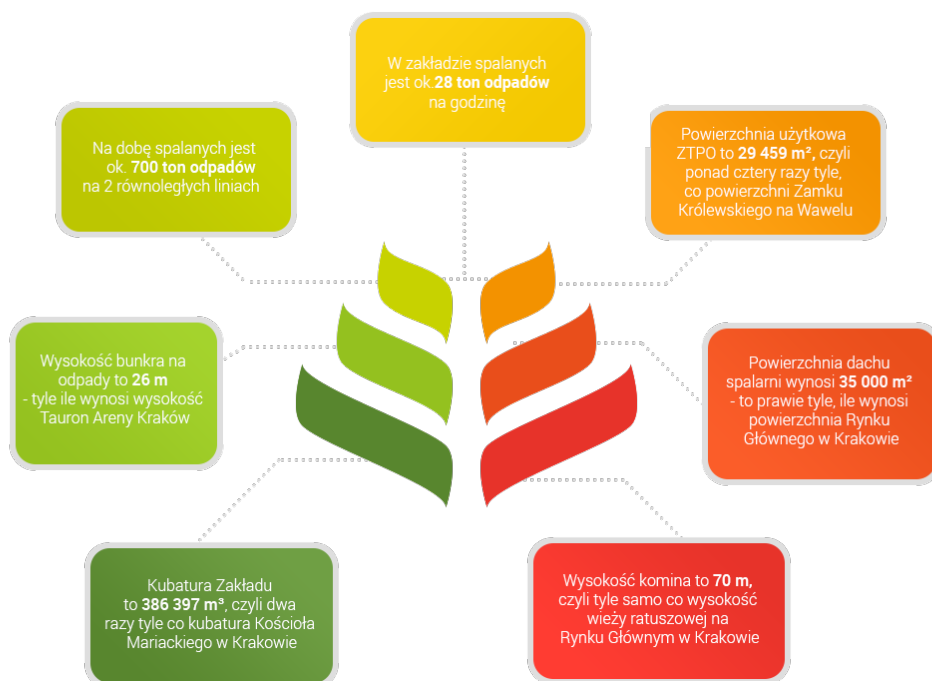 W zakładzie spalanych
jest ok.28 ton odpadów
na godzinę
Na dobę spalanych jest
ok. 700 ton odpadów
na 2 równoległych liniach
Powierzchnia użytkowa
ZTPO to 29 459 m², czyli
ponad cztery razy tyle,
co powierzchni Zamku
Królewskiego na Wawelu
Wysokość bunkra na
odpady to 26 m
- tyle ile wynosi wysokość
Tauron Areny Kraków
Powierzchnia dachu
spalarni wynosi 35 000 m²
- to prawie tyle, ile wynosi
powierzchnia Rynku
Głównego w Krakowie
Kubatura Zakładu
to 386 397 m³, czyli dwa
razy tyle co kubatura Kościoła
Mariackiego w Krakowie
Wysokość komina to 70 m,
czyli tyle samo co wysokość
wieży ratuszowej na
Rynku Głównym w Krakowie